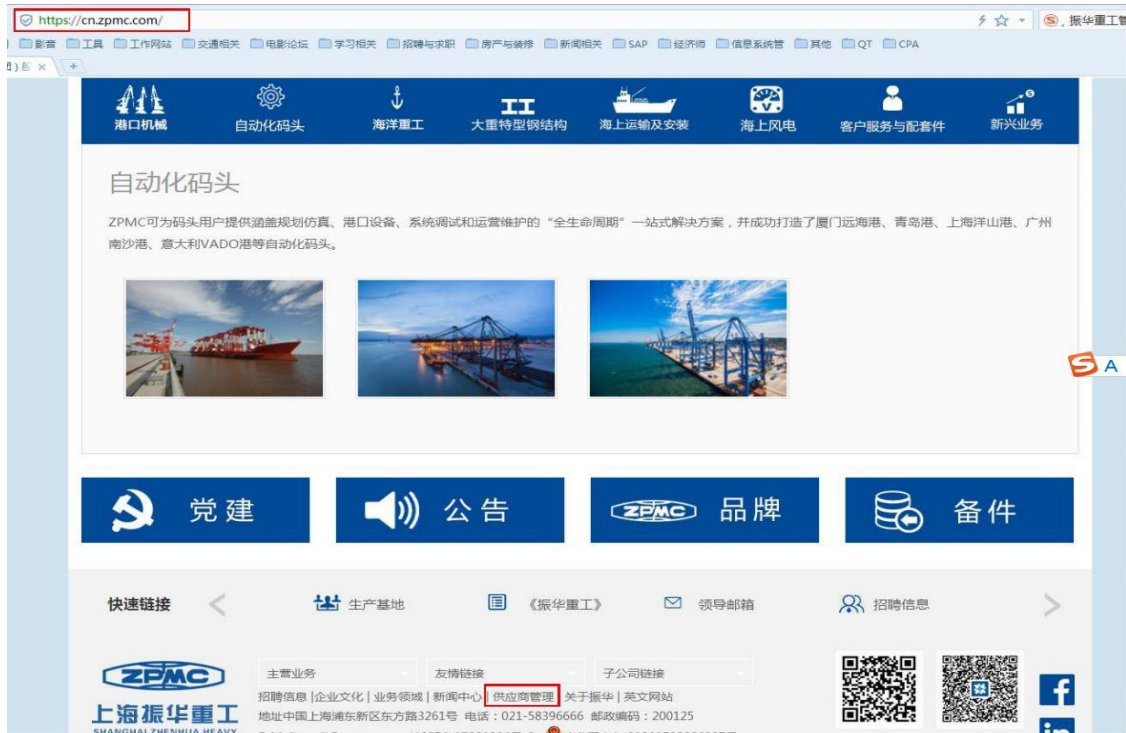 https://cn.zpmc.com/
振华重工管
影音 工具 工作网站 交通相关 电影论坛 学习相关 招聘与求职 房产与装修 新闻相关 SAP 经济师 信息系统管 其他 QT CPA
港口机械 自动化码头 海洋重工 大重特型钢结构 海上运输及安装 海上风电 客户服务与配套件 新兴业务
自动化码头
ZPMC可为码头用户提供涵盖规划仿真、港口设备、系统调试和运营维护的“全生命周期”一站式解决方案，并成功打造了厦门远海港、青岛港、上海洋山港、广州
南沙港、意大利VADO港等自动化码头。
S A
党建 公告 ZPMC 品牌 备件
快速链接 生产基地 《振华重工》 领导邮箱 招聘信息
ZPMC
上海振华重工
SHANGHAI ZHENHUA HEAVY
主营业务 友情链接 子公司链接
招聘信息 |企业文化 | 业务领域 | 新闻中心 | 供应商管理 关于振华 | 英文网站
地址中国上海浦东新区东方路3261号 电话：021-58396666 邮政编码：200125
f
in